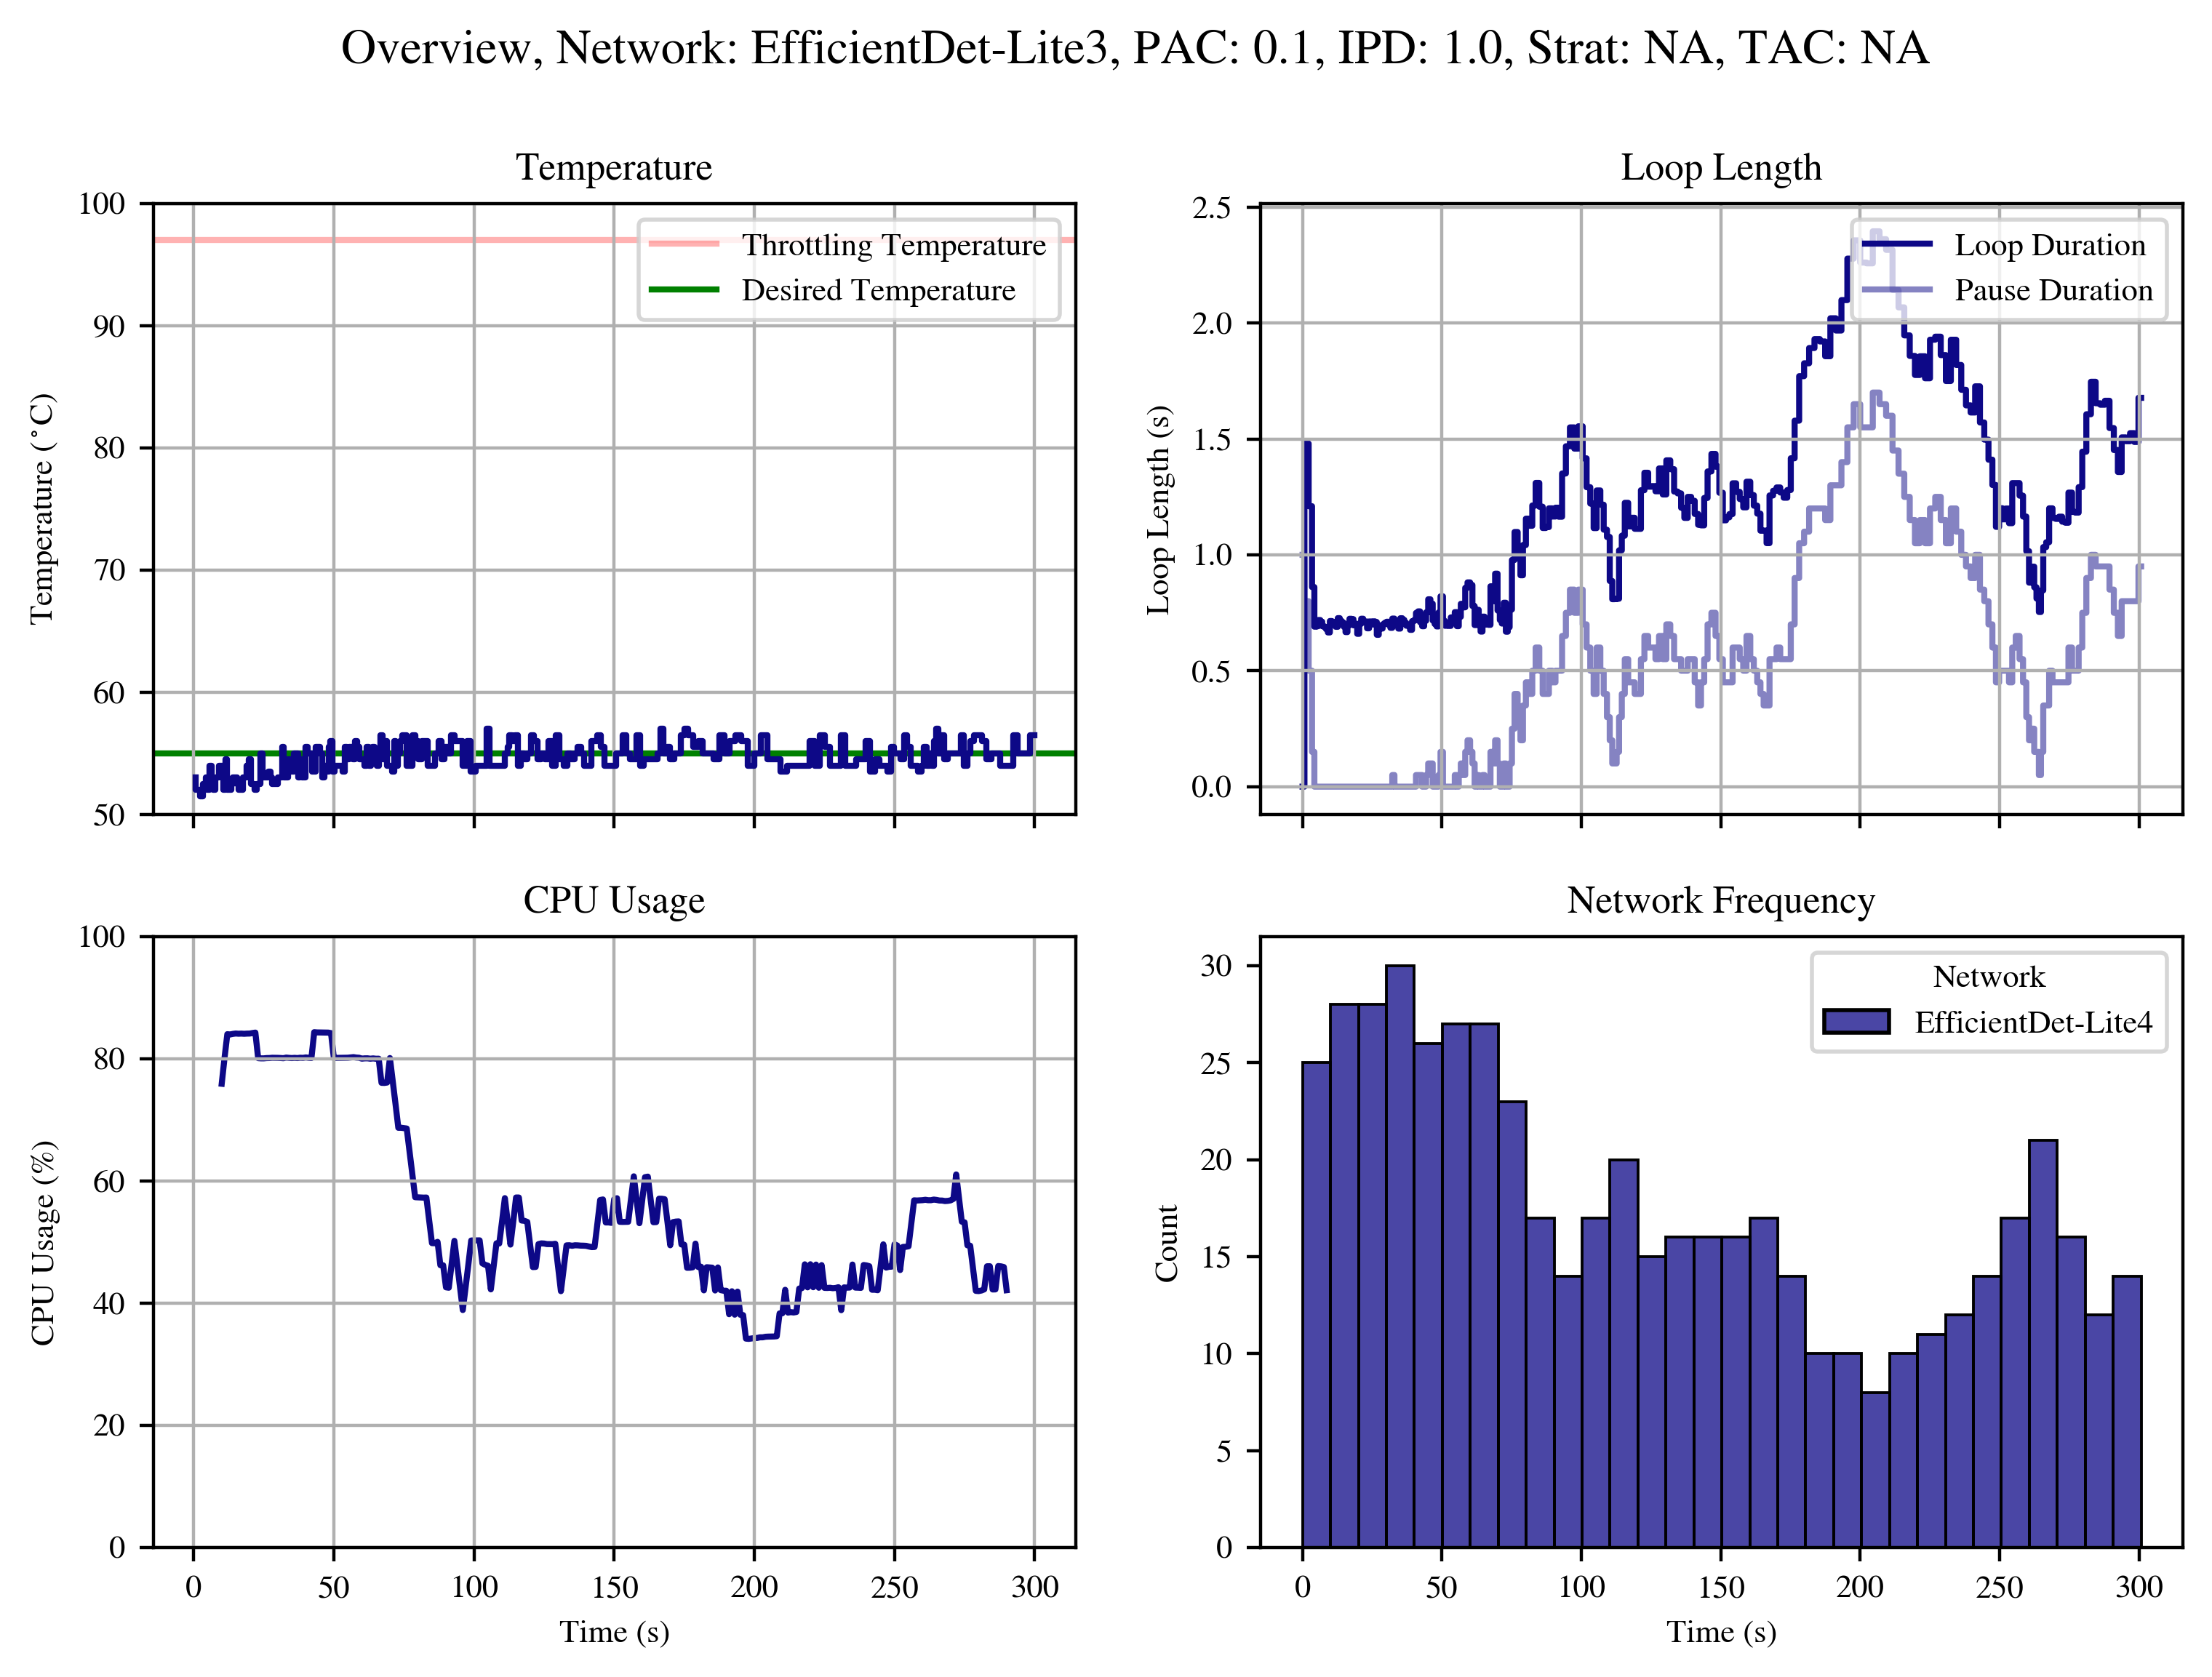 Overview, Network: EfficientDet-Lite3, PAC: 0.1, IPD: 1.0, Strat: NA, TAC: NA
Temperature
100
90
80
70
60
50
Temperature (°C)
Throttling Temperature
Desired Temperature
Loop Length
2.5
2.0
1.5
1.0
0.5
0.0
Loop Length (s)
Loop Duration
Pause Duration
CPU Usage
100
80
60
40
20
0
CPU Usage (%)
0 50 100 150 200 250 300
Time (s)
Network Frequency
30
25
20
15
10
5
0
Count
Network
EfficientDet-Lite4
0 50 100 150 200 250 300
Time (s)